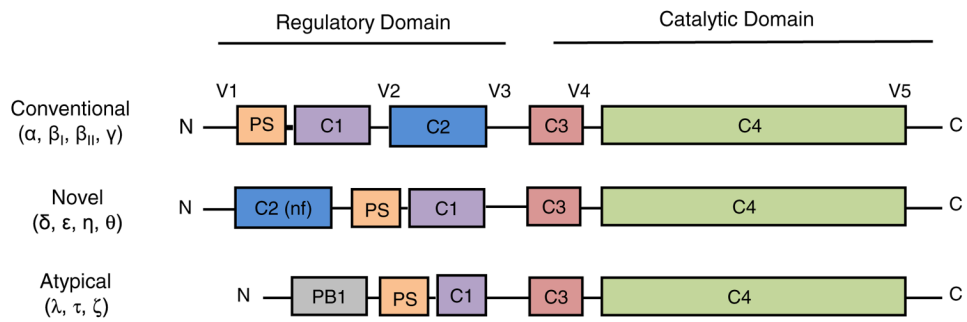 Regulatory Domain Catalytic Domain
V1 V2 V3 V4 V5
Conventional
(α, βI, βII, γ)
N PS C1 C2 C3 C4 C
Novel
(δ, ε, η, θ)
N C2 (nf) PS C1 C3 C4 C
Atypical
(λ, τ, ζ)
N PB1 PS C1 C3 C4 C